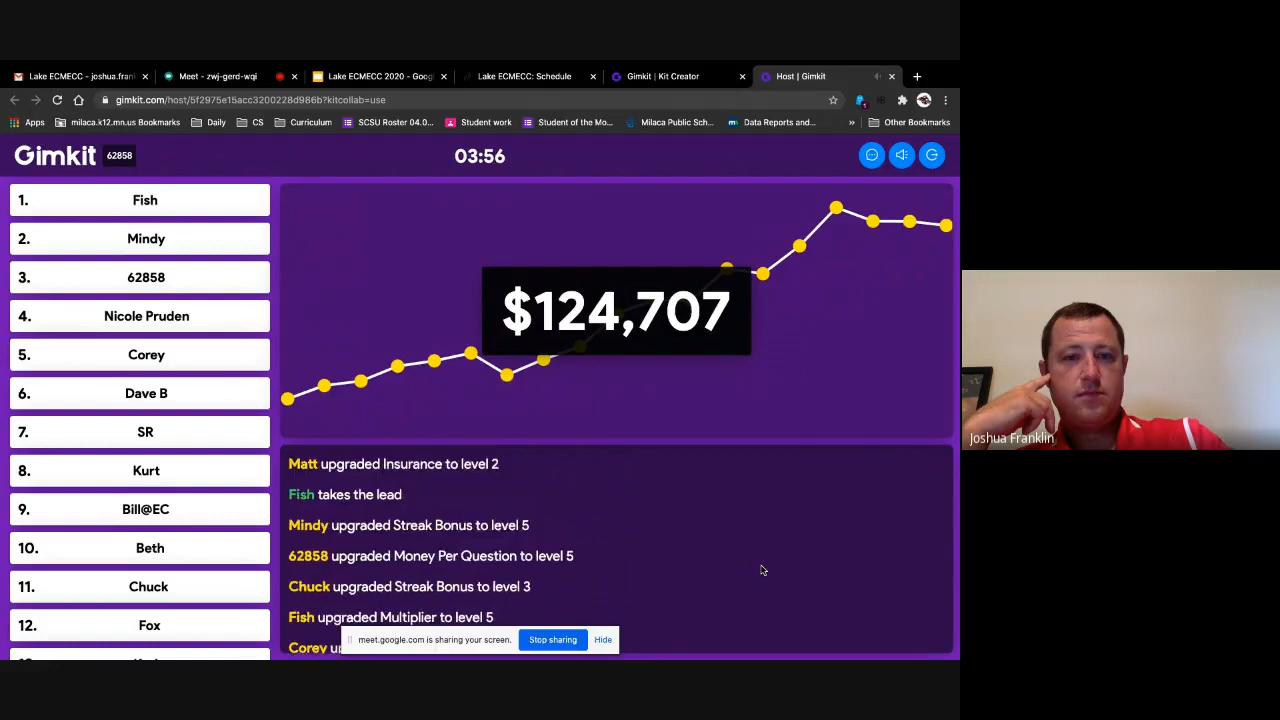 Lake ECMECC - joshua.fran
Meet - zwj-gerd-wqi
Lake ECMECC 2020 - Goog
Lake ECMECC: Schedule
Gimkit | Kit Creator
Host | Gimkit
gimkit.com/host/5f2975e15acc3200228d986b?kitcollab=use
Apps
milaca.k12.mn.us Bookmarks
Daily
CS
Curriculum
SCSU Roster 04.0...
Student work
Student of the Mo...
Milaca Public Sch...
Data Reports and...
»
Other Bookmarks
Gimkit
62858
03:56
1. Fish
2. Mindy
3. 62858
4. Nicole Pruden
5. Corey
6. Dave B
7. SR
8. Kurt
9. Bill@EC
10. Beth
11. Chuck
12. Fox
$124,707
Matt upgraded Insurance to level 2
Fish takes the lead
Mindy upgraded Streak Bonus to level 5
62858 upgraded Money Per Question to level 5
Chuck upgraded Streak Bonus to level 3
Fish upgraded Multiplier to level 5
Corey
meet.google.com is sharing your screen.
Stop sharing
Hide
Joshua Franklin